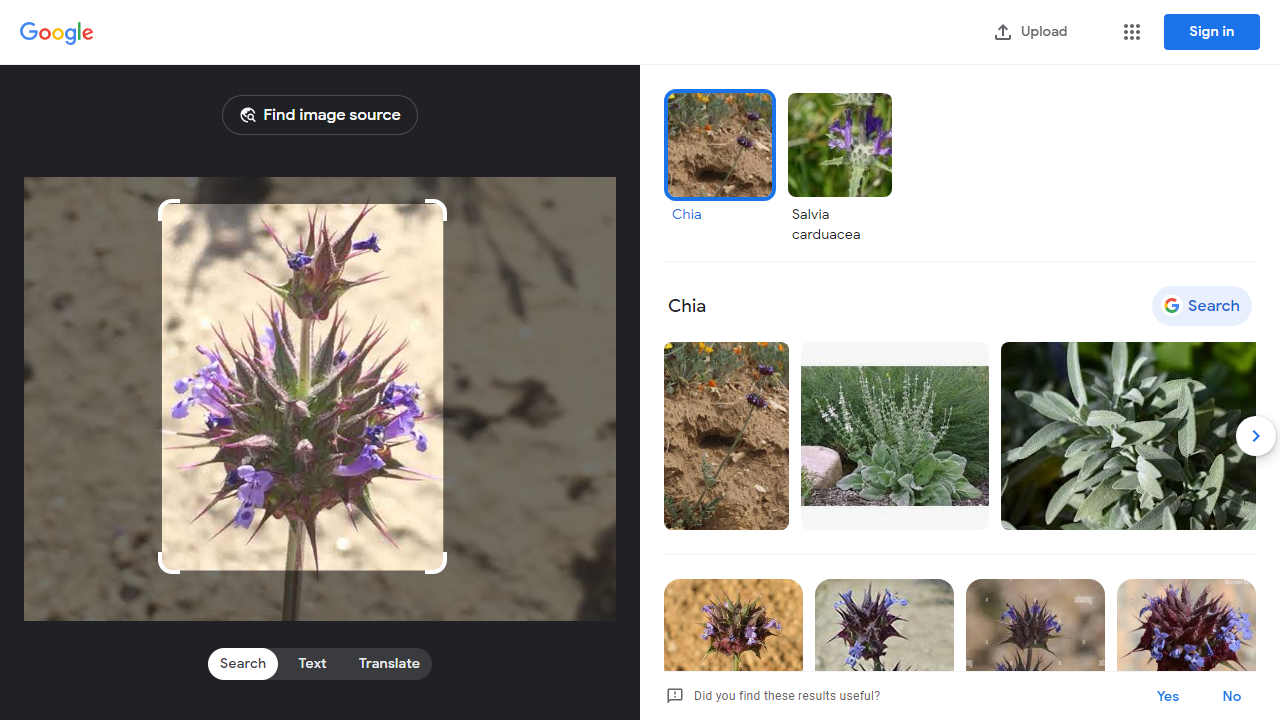 Google
Upload
Sign in
Find image source
Chia
Salvia
carduacea
Chia
Search
alamy
Search
Text
Translate
Did you find these results useful?
Yes
No